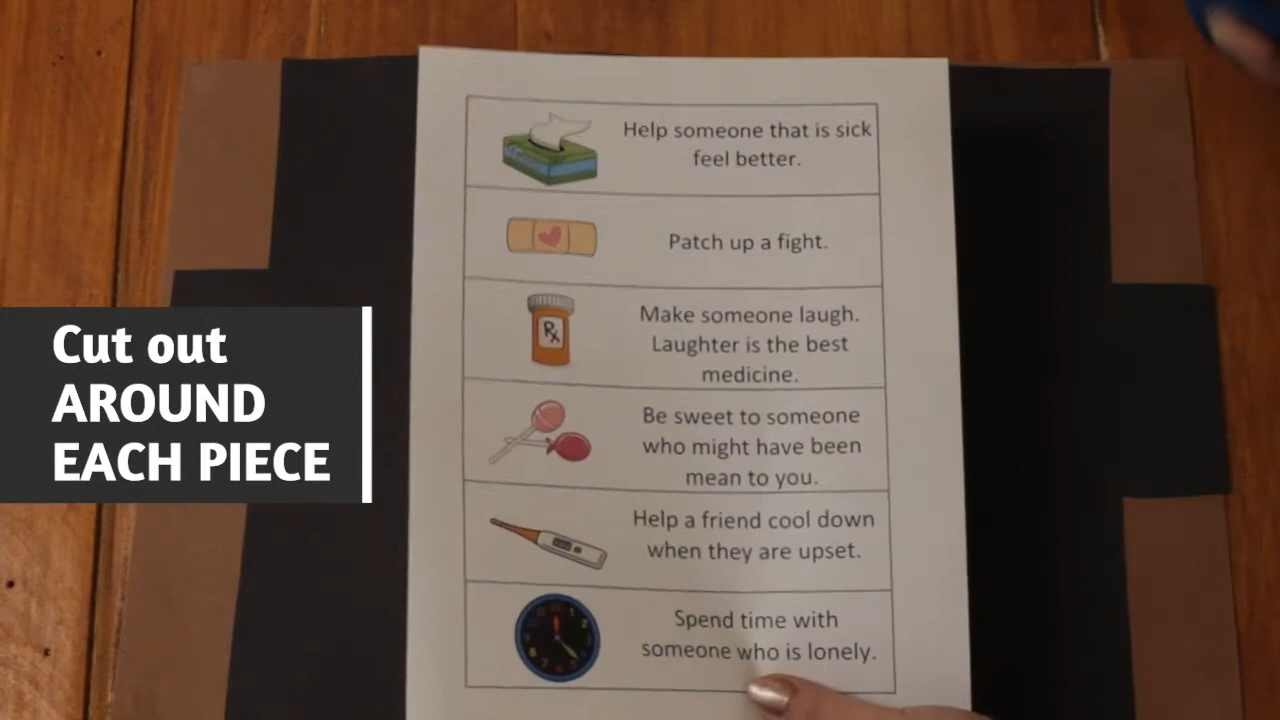 Cut out
AROUND
EACH PIECE
Help someone that is sick
feel better.
Patch up a fight.
Rx
Make someone laugh.
Laughter is the best
medicine.
Be sweet to someone
who might have been
mean to you.
Help a friend cool down
when they are upset.
Spend time with
someone who is lonely.